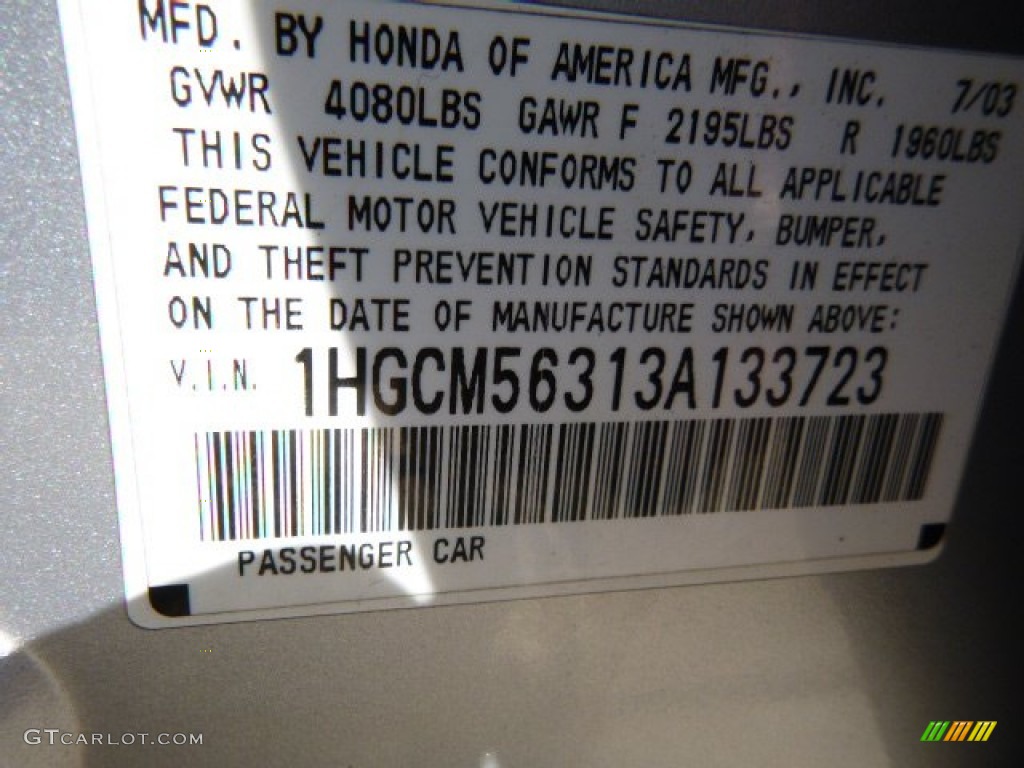 MFD. BY HONDA OF AMERICA MFG., INC. 7/03
GVWR 4080LBS GAWR F 2195LBS R 1960LBS
THIS VEHICLE CONFORMS TO ALL APPLICABLE
FEDERAL MOTOR VEHICLE SAFETY, BUMPER,
AND THEFT PREVENTION STANDARDS IN EFFECT
ON THE DATE OF MANUFACTURE SHOWN ABOVE:
V.I.N. 1HGCM56313A133723
PASSENGER CAR
GTCARLOT.COM